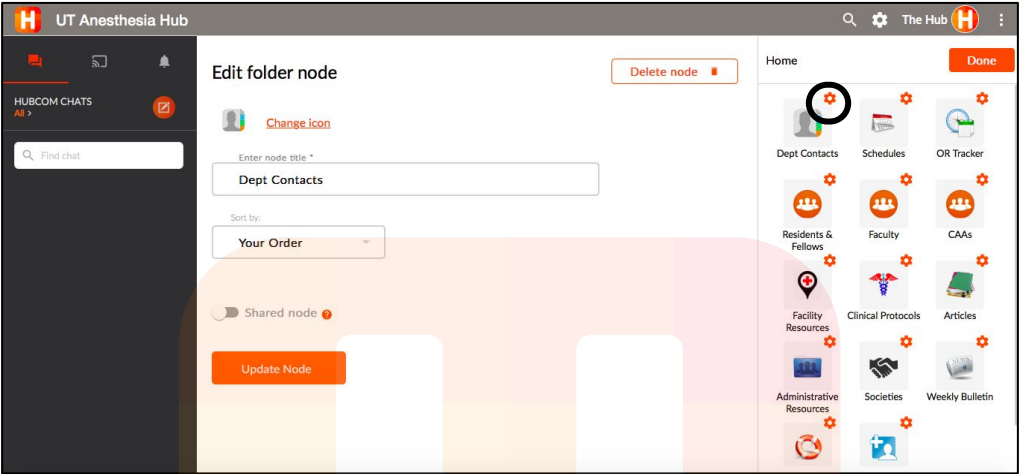 UT Anesthesia Hub
The Hub
HUBCOM CHATS
All >
Find chat
Edit folder node
Delete node
Change icon
Enter node title *
Dept Contacts
Sort by:
Your Order
Shared node ?
Update Node
Home
Done
Dept Contacts
Schedules
OR Tracker
Residents &
Fellows
Faculty
CAAs
Facility
Resources
Clinical Protocols
Articles
Administrative
Resources
Societies
Weekly Bulletin